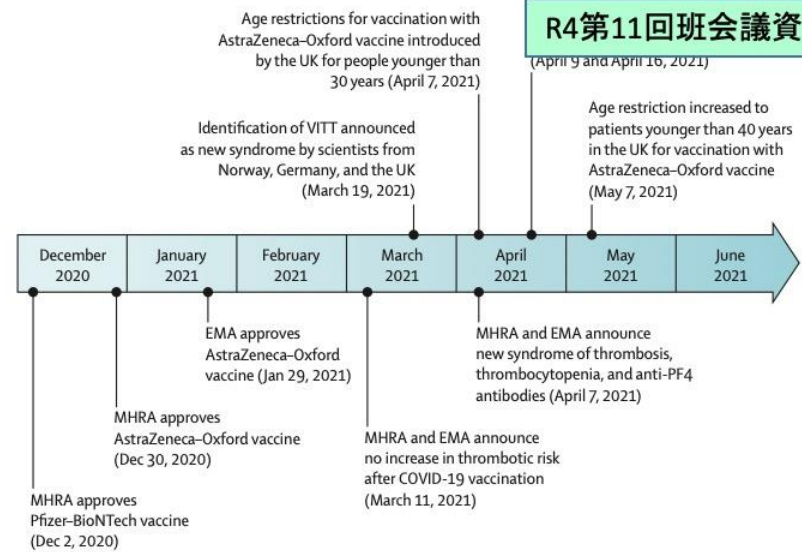 Age restrictions for vaccination with
AstraZeneca–Oxford vaccine introduced
by the UK for people younger than
30 years (April 7, 2021)
R4第11回班会議資
(April 9 and April 16, 2021)
Identification of VITT announced
as new syndrome by scientists from
Norway, Germany, and the UK
(March 19, 2021)
Age restriction increased to
patients younger than 40 years
in the UK for vaccination with
AstraZeneca–Oxford vaccine
(May 7, 2021)
December
2020
January
2021
February
2021
March
2021
April
2021
May
2021
June
2021
EMA approves
AstraZeneca–Oxford
vaccine (Jan 29, 2021)
MHRA and EMA announce
new syndrome of thrombosis,
thrombocytopenia, and anti-PF4
antibodies (April 7, 2021)
MHRA approves
AstraZeneca–Oxford vaccine
(Dec 30, 2020)
MHRA and EMA announce
no increase in thrombotic risk
after COVID-19 vaccination
(March 11, 2021)
MHRA approves
Pfizer–BioNTech vaccine
(Dec 2, 2020)